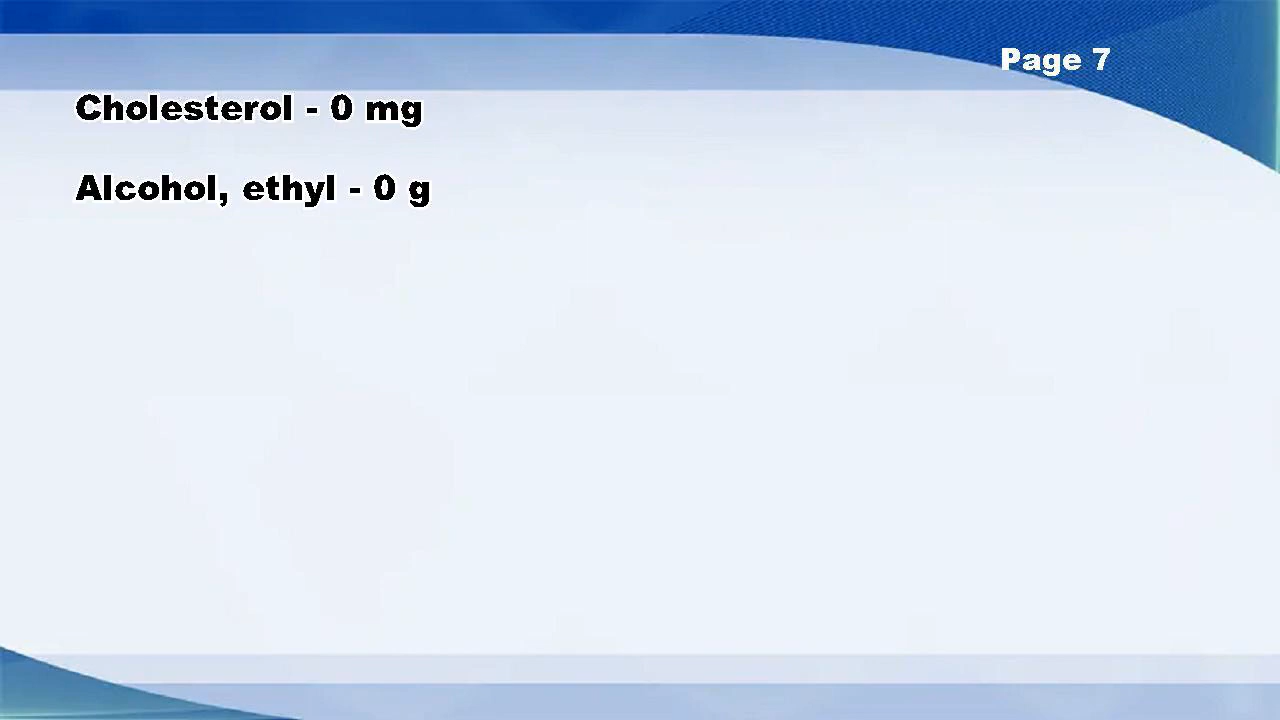 Page 7
Cholesterol - 0 mg
Alcohol, ethyl - 0 g